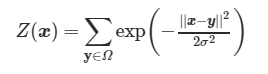 Z(𝒙) = ∑_{y∈Ω} exp(−||𝒙−𝒚||² / 2σ²)